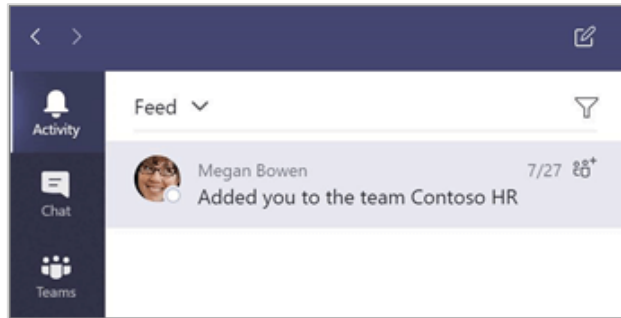 Activity
Feed
Megan Bowen 7/27
Added you to the team Contoso HR
Chat
Teams